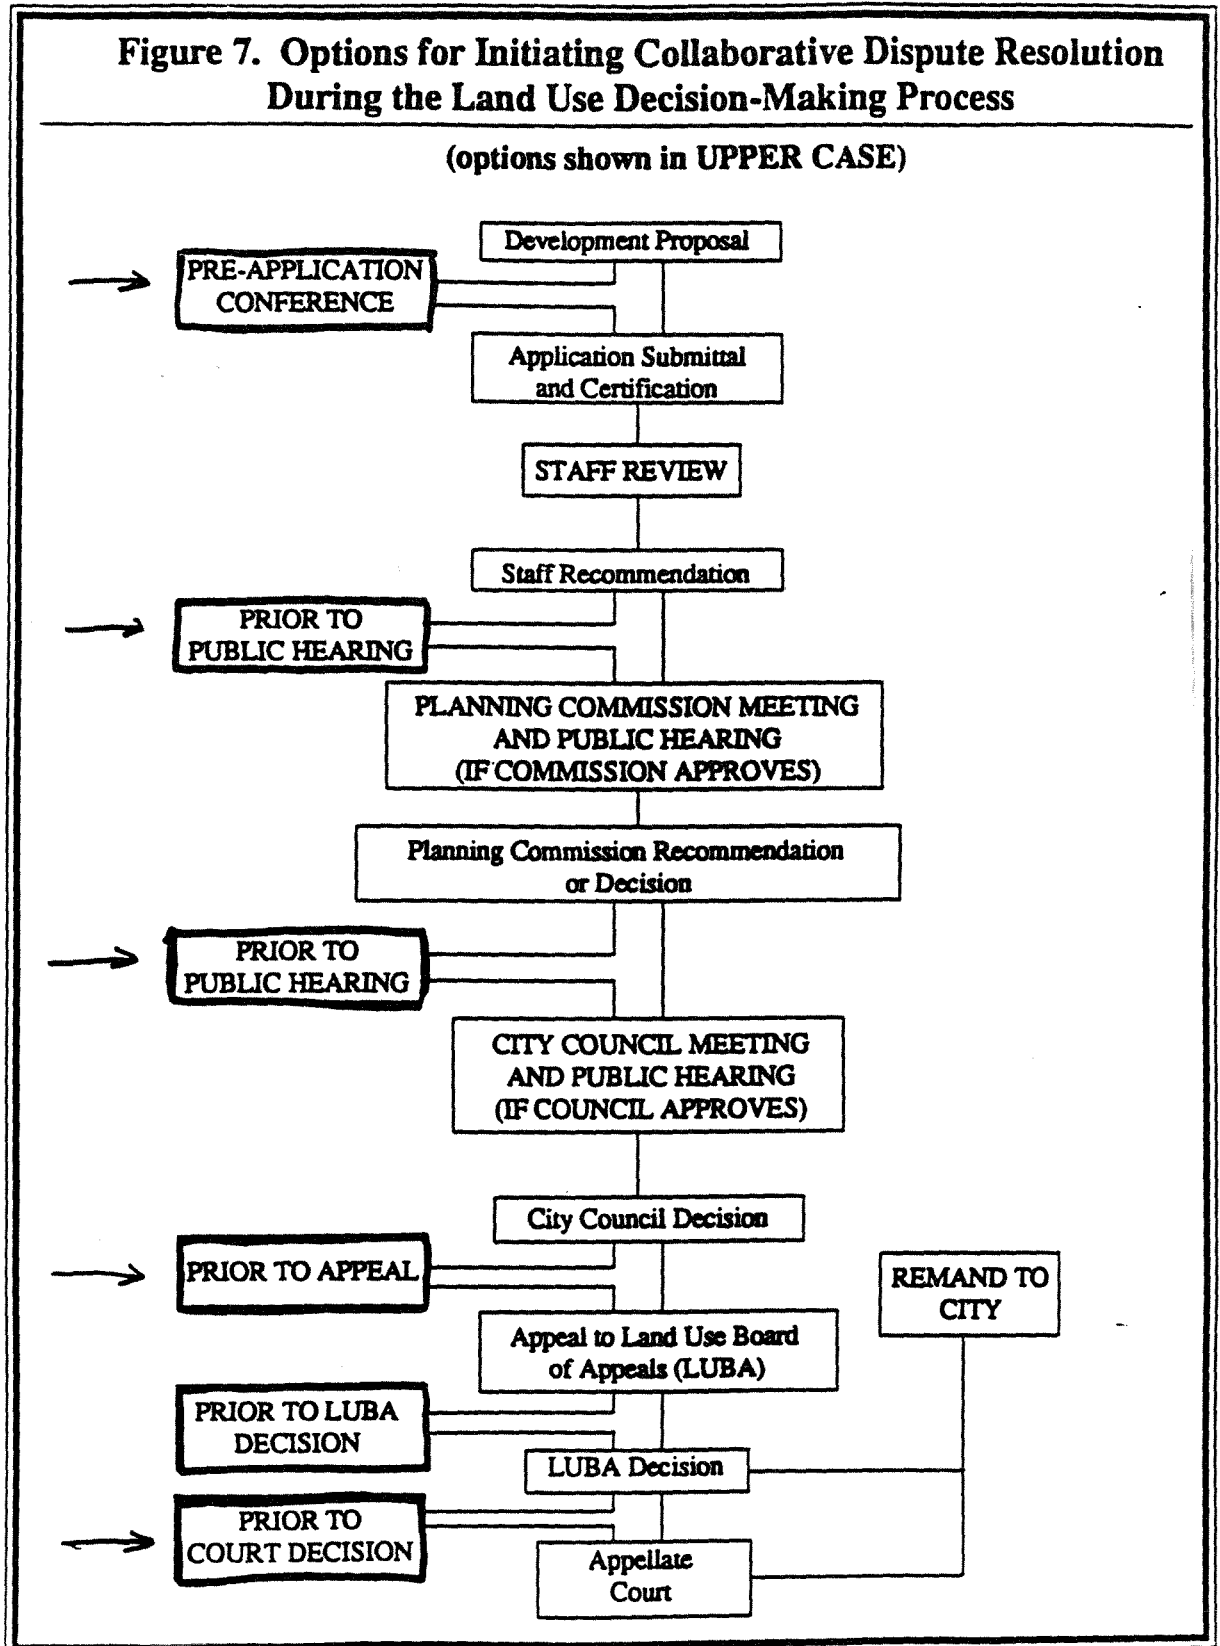 Figure 7. Options for Initiating Collaborative Dispute Resolution
During the Land Use Decision-Making Process
(options shown in UPPER CASE)
Development Proposal
PRE-APPLICATION
CONFERENCE
Application Submittal
and Certification
STAFF REVIEW
Staff Recommendation
PRIOR TO
PUBLIC HEARING
PLANNING COMMISSION MEETING
AND PUBLIC HEARING
(IF COMMISSION APPROVES)
Planning Commission Recommendation
or Decision
PRIOR TO
PUBLIC HEARING
CITY COUNCIL MEETING
AND PUBLIC HEARING
(IF COUNCIL APPROVES)
City Council Decision
PRIOR TO APPEAL
REMAND TO
CITY
Appeal to Land Use Board
of Appeals (LUBA)
PRIOR TO LUBA
DECISION
LUBA Decision
PRIOR TO
COURT DECISION
Appellate
Court